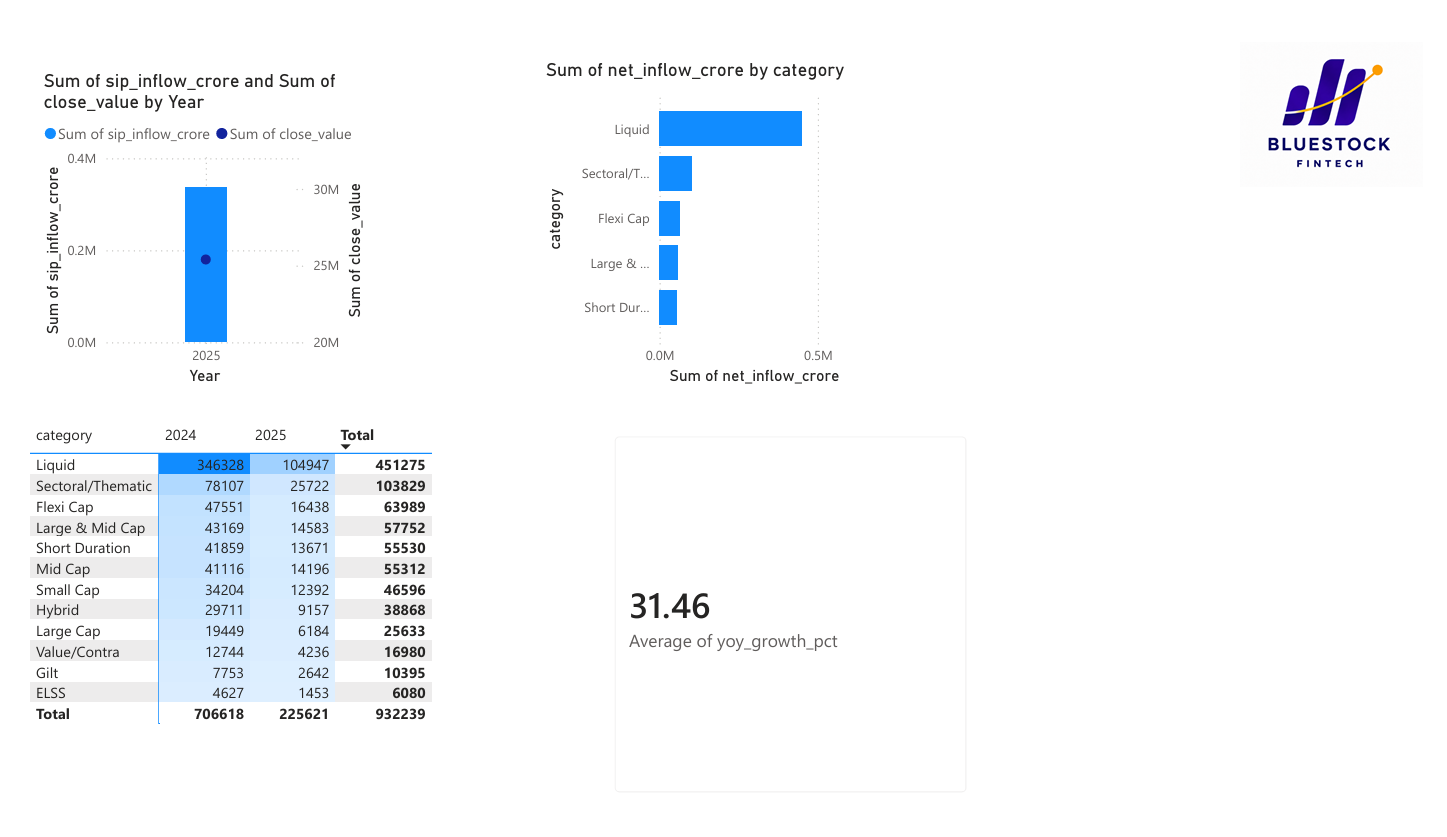 Sum of sip_inflow_crore and Sum of
close_value by Year
Sum of sip_inflow_crore Sum of close_value
Sum of sip_inflow_crore
0.4M
0.2M
0.0M
30M
25M
20M
Sum of close_value
2025
Year
Sum of net_inflow_crore by category
category
Liquid
Sectoral/T...
Flexi Cap
Large & ...
Short Dur...
0.0M 0.5M
Sum of net_inflow_crore
BLUESTOCK
FINTECH
category 2024 2025 Total
Liquid 346328 104947 451275
Sectoral/Thematic 78107 25722 103829
Flexi Cap 47551 16438 63989
Large & Mid Cap 43169 14583 57752
Short Duration 41859 13671 55530
Mid Cap 41116 14196 55312
Small Cap 34204 12392 46596
Hybrid 29711 9157 38868
Large Cap 19449 6184 25633
Value/Contra 12744 4236 16980
Gilt 7753 2642 10395
ELSS 4627 1453 6080
Total 706618 225621 932239
31.46
Average of yoy_growth_pct